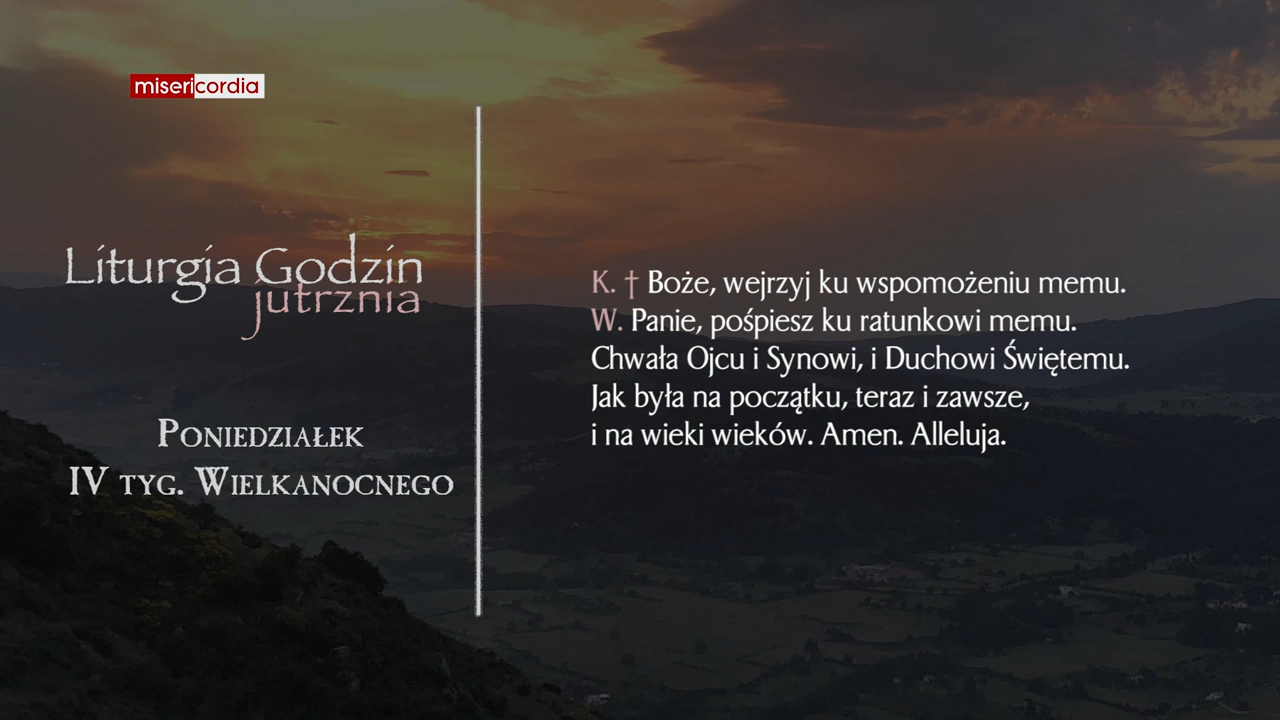 misericordia
Liturgia Godzin
jutrznia
Poniedziałek
IV tyg. Wielkanocnego
K. † Boże, wejrzyj ku wspomożeniu memu.
W. Panie, pośpiesz ku ratunkowi memu.
Chwała Ojcu i Synowi, i Duchowi Świętemu.
Jak była na początku, teraz i zawsze,
i na wieki wieków. Amen. Alleluja.